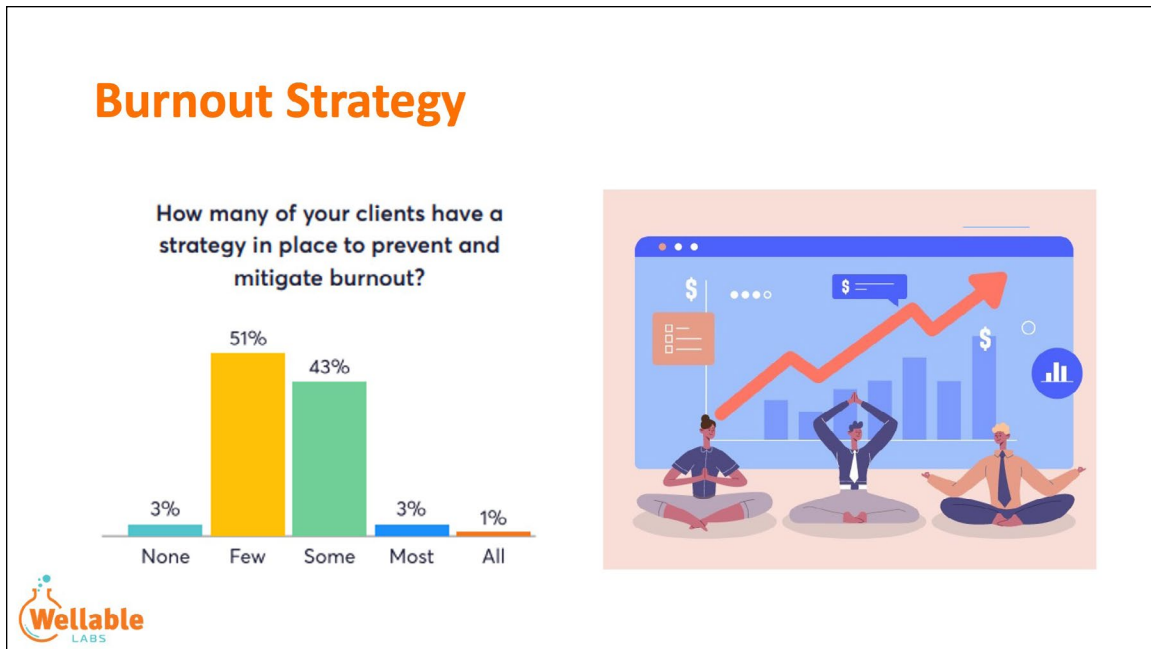 Burnout Strategy
How many of your clients have a
strategy in place to prevent and
mitigate burnout?
51%
43%
3%
3%
1%
None
Few
Some
Most
All
$
$
$
Wellable
LABS